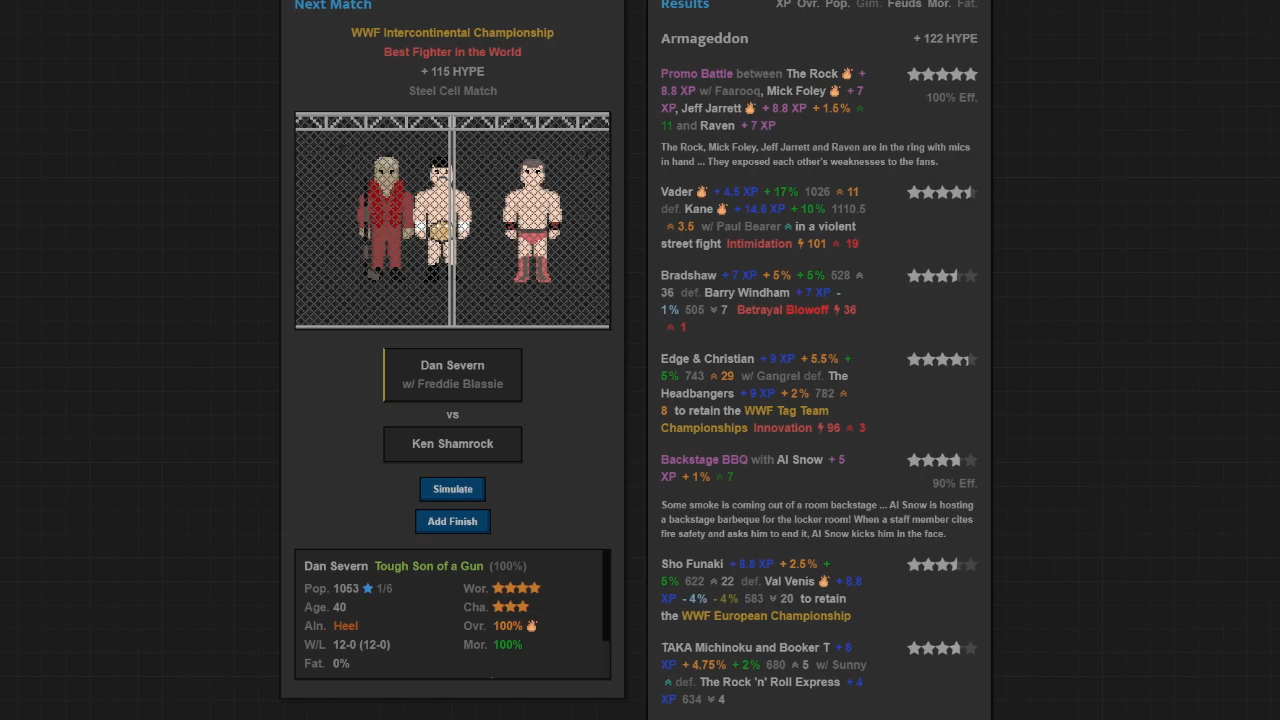 Next Match
WWF Intercontinental Championship
Best Fighter in the World
+ 115 HYPE
Steel Cell Match
Dan Severn
w/ Freddie Blassie
vs
Ken Shamrock
Simulate
Add Finish
Dan Severn Tough Son of a Gun (100%)
Pop. 1053 1/6
Wor.
Age. 40
Cha.
Aln. Heel
Ovr. 100%
W/L 12-0 (12-0)
Mor. 100%
Fat. 0%
Results
XP Ovr. Pop. Gim. Feuds Mor. Fat.
Armageddon
+ 122 HYPE
Promo Battle between The Rock +
8.8 XP w/ Faarooq, Mick Foley + 7
XP, Jeff Jarrett + 8.8 XP + 1.5%
11 and Raven + 7 XP
100% Eff.
The Rock, Mick Foley, Jeff Jarrett and Raven are in the ring with mics
in hand ... They exposed each other's weaknesses to the fans.
Vader + 4.5 XP + 17% 1026 11
def. Kane + 14.6 XP + 10% 1110.5
3.5 w/ Paul Bearer in a violent
street fight Intimidation 101 19
Bradshaw + 7 XP + 5% + 5% 528
36 def. Barry Windham + 7 XP -
1% 505 7 Betrayal Blowoff 36
1
Edge & Christian + 9 XP + 5.5% +
5% 743 29 w/ Gangrel def. The
Headbangers + 9 XP + 2% 782
8 to retain the WWF Tag Team
Championships Innovation 96 3
Backstage BBQ with Al Snow + 5
XP + 1% 7
90% Eff.
Some smoke is coming out of a room backstage ... Al Snow is hosting
a backstage barbeque for the locker room! When a staff member cites
fire safety and asks him to end it, Al Snow kicks him in the face.
Sho Funaki + 8.8 XP + 2.5% +
5% 622 22 def. Val Venis + 8.8
XP - 4% - 4% 583 20 to retain
the WWF European Championship
TAKA Michinoku and Booker T + 8
XP + 4.75% + 2% 680 5 w/ Sunny
def. The Rock 'n' Roll Express + 4
XP 634 4